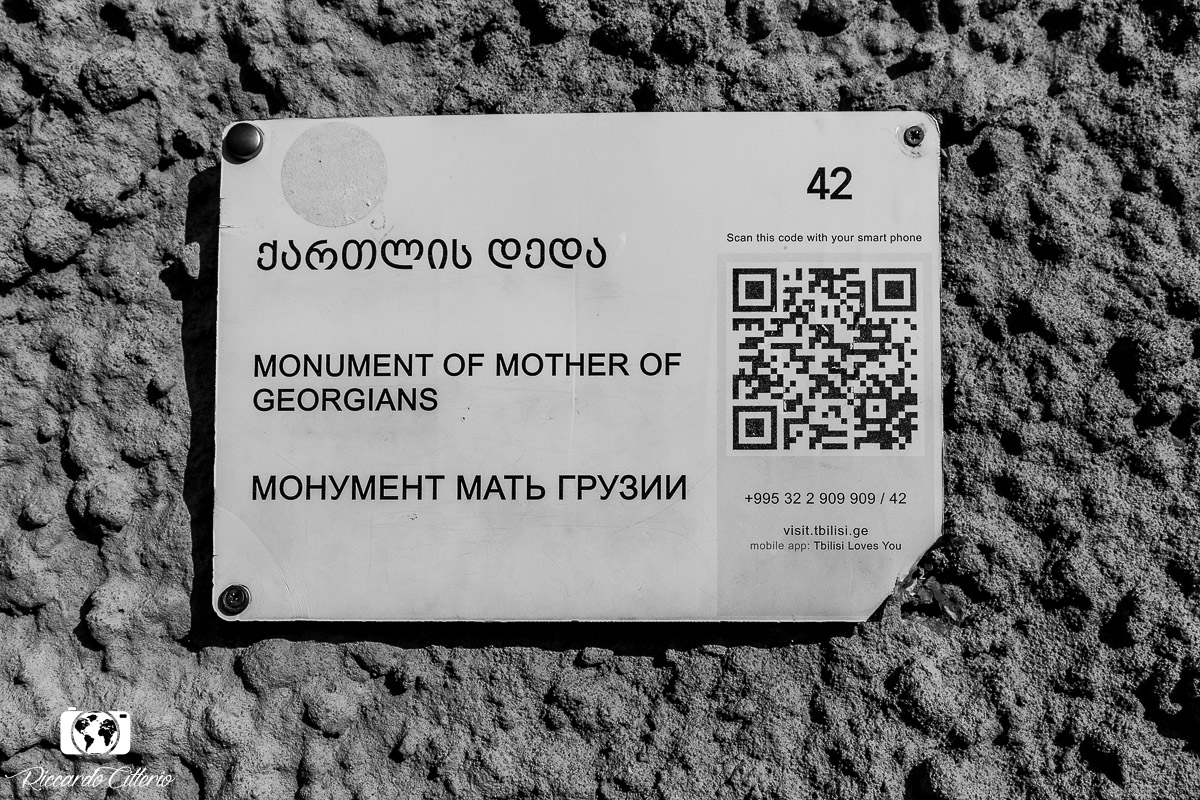 42
Scan this code with your smart phone
ქართლის დედა
MONUMENT OF MOTHER OF
GEORGIANS
МОНУМЕНТ МАТЬ ГРУЗИИ
+995 32 2 909 909 / 42
visit.tbilisi.ge
mobile app: Tbilisi Loves You
Riccardo Citterio